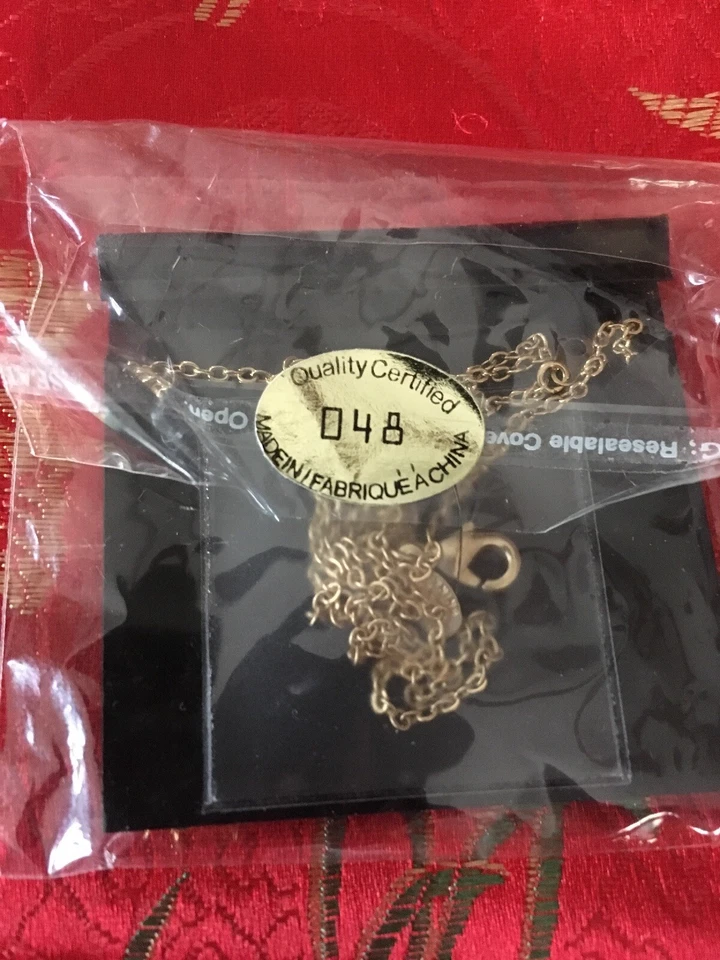 Quality Certified
048
MADE IN / FABRIQUÉ À CHINA
Open
G; Resealable Cove